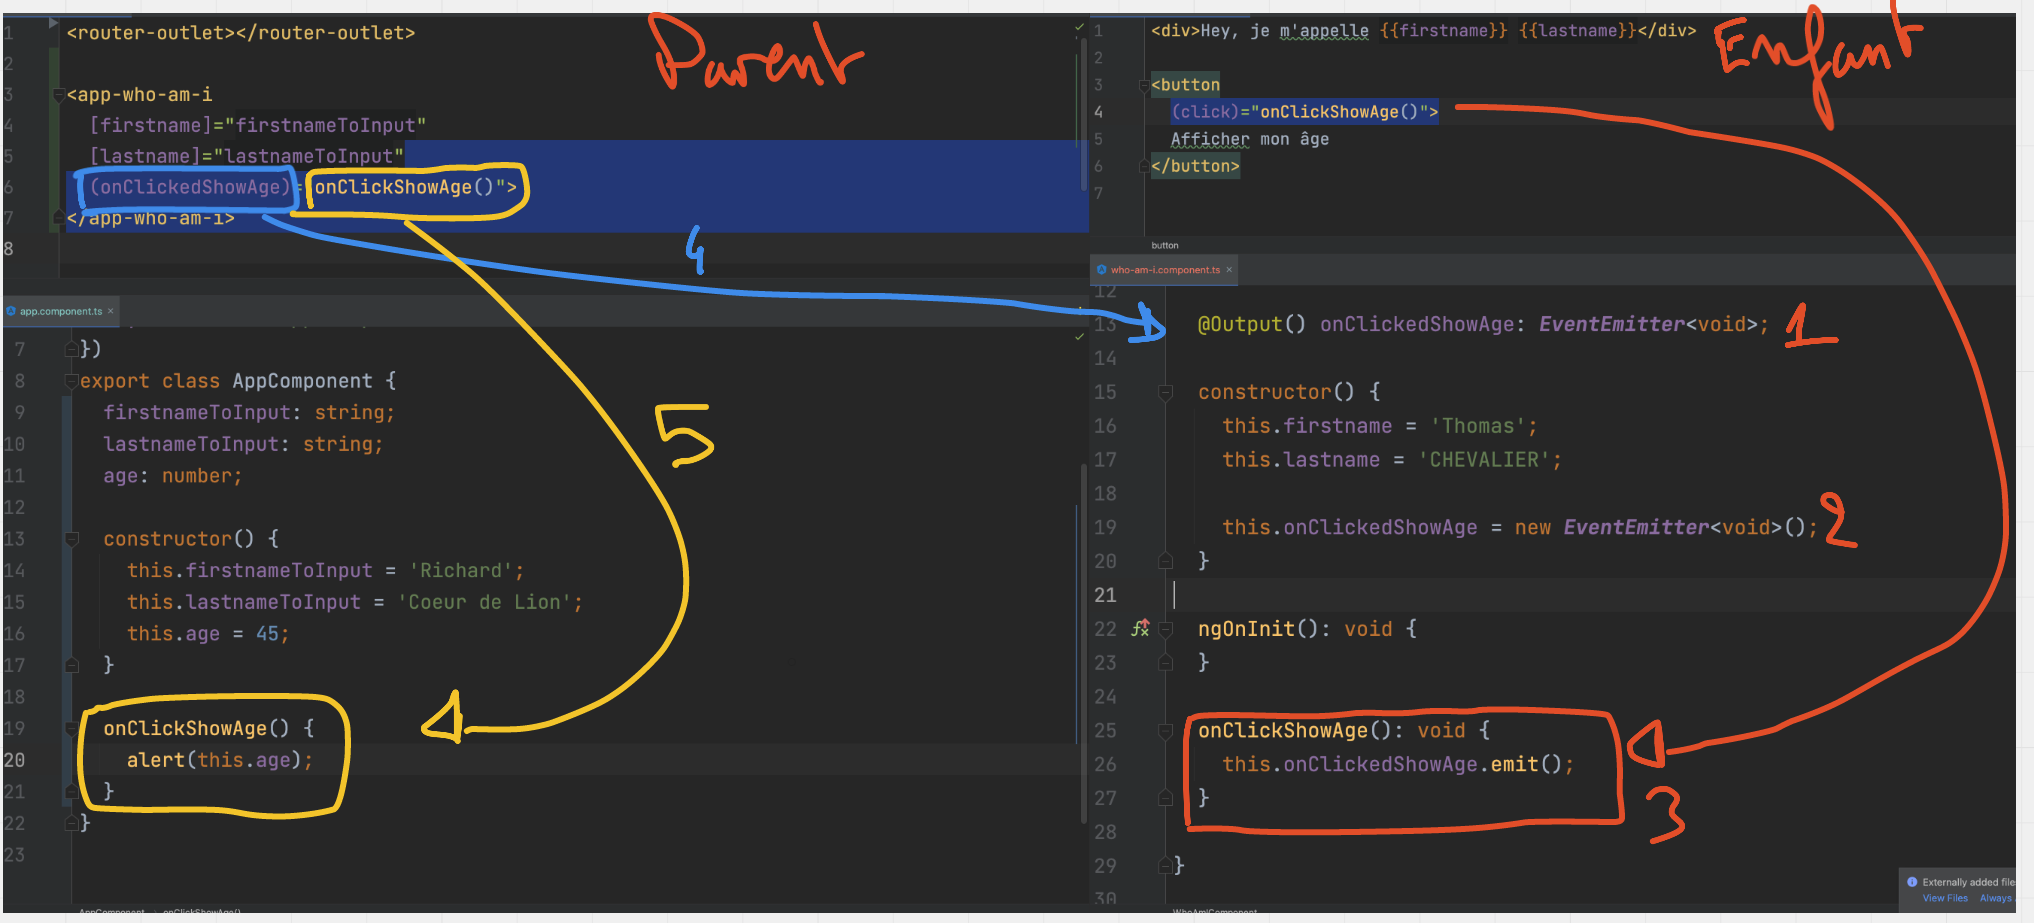 Parent
1 <router-outlet></router-outlet>
2
3 <app-who-am-i
4 [firstname]="firstnameToInput"
5 [lastname]="lastnameToInput"
6 (onClickedShowAge)= onClickShowAge()">
7 </app-who-am-i>
8
4
app.component.ts ×
7 })
8 export class AppComponent {
9 firstnameToInput: string;
10 lastnameToInput: string;
11 age: number;
12
13 constructor() {
14 this.firstnameToInput = 'Richard';
15 this.lastnameToInput = 'Coeur de Lion';
16 this.age = 45;
17 }
18
19 onClickShowAge() {
20 alert(this.age);
21 }
22 }
23
5
AppComponent > onClickShowAge()
Enfant
1 <div>Hey, je m'appelle {{firstname}} {{lastname}}</div>
2
3 <button
4 (click)="onClickShowAge()">
5 Afficher mon âge
6 </button>
7
button
who-am-i.component.ts ×
12
13 @Output() onClickedShowAge: EventEmitter<void>; 1
14
15 constructor() {
16 this.firstname = 'Thomas';
17 this.lastname = 'CHEVALIER';
18
19 this.onClickedShowAge = new EventEmitter<void>(); 2
20 }
21
22 ngOnInit(): void {
23 }
24
25 onClickShowAge(): void {
26 this.onClickedShowAge.emit();
27 }
3
28
29 }
30
WhoAmIComponent
Externally added file
View Files Always